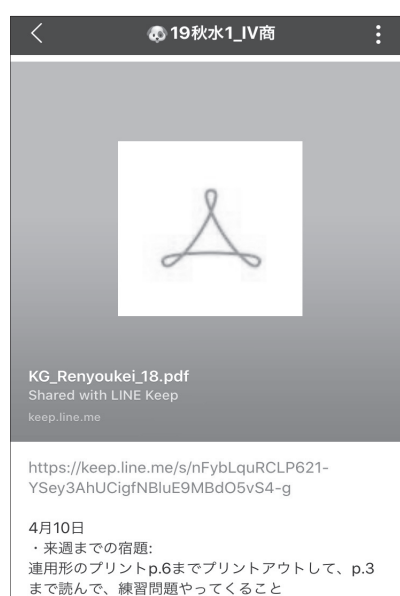 19秋水1_IV商
KG_Renyoukei_18.pdf
Shared with LINE Keep
keep.line.me
https://keep.line.me/s/nFybLquRCLP621-
YSey3AhUCigfNBluE9MBdO5vS4-g
4月10日
・来週までの宿題:
連用形のプリントp.6までプリントアウトして、p.3
まで読んで、練習問題やってくること